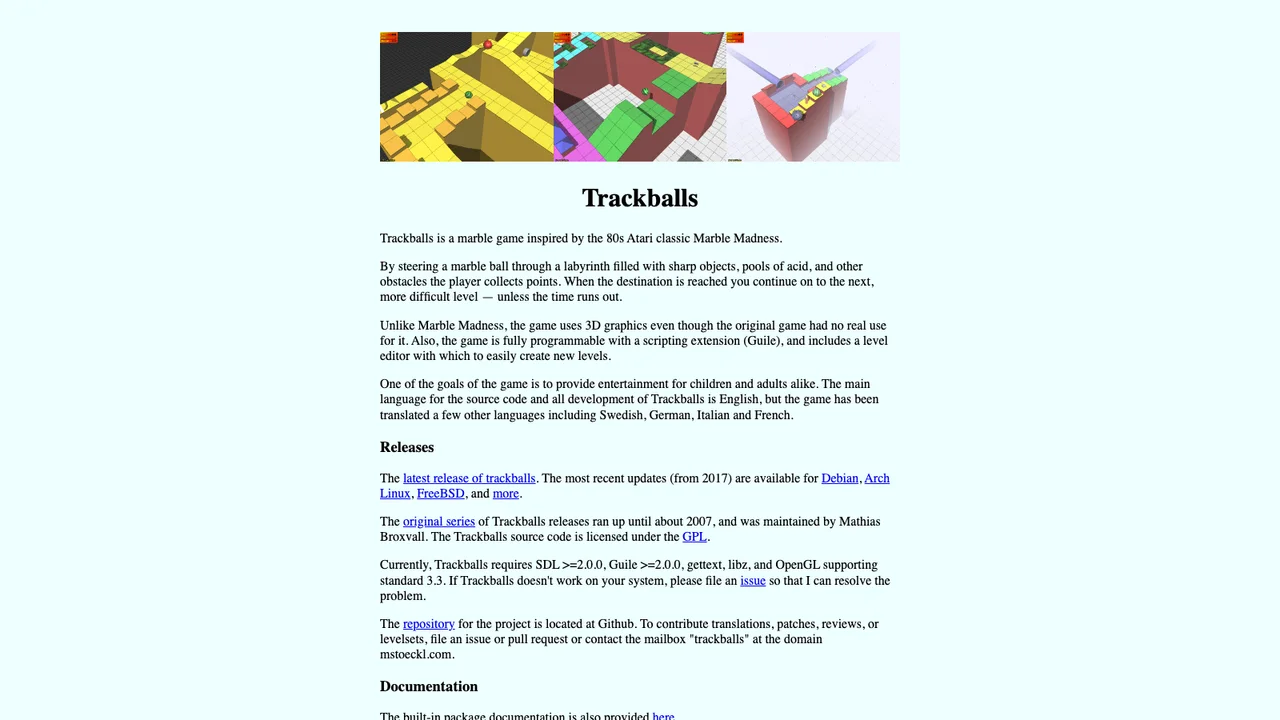 Trackballs
Trackballs is a marble game inspired by the 80s Atari classic Marble Madness.
By steering a marble ball through a labyrinth filled with sharp objects, pools of acid, and other
obstacles the player collects points. When the destination is reached you continue on to the next,
more difficult level — unless the time runs out.
Unlike Marble Madness, the game uses 3D graphics even though the original game had no real use
for it. Also, the game is fully programmable with a scripting extension (Guile), and includes a level
editor with which to easily create new levels.
One of the goals of the game is to provide entertainment for children and adults alike. The main
language for the source code and all development of Trackballs is English, but the game has been
translated a few other languages including Swedish, German, Italian and French.
Releases
The latest release of trackballs. The most recent updates (from 2017) are available for Debian, Arch
Linux, FreeBSD, and more.
The original series of Trackballs releases ran up until about 2007, and was maintained by Mathias
Broxvall. The Trackballs source code is licensed under the GPL.
Currently, Trackballs requires SDL >=2.0.0, Guile >=2.0.0, gettext, libz, and OpenGL supporting
standard 3.3. If Trackballs doesn't work on your system, please file an issue so that I can resolve the
problem.
The repository for the project is located at Github. To contribute translations, patches, reviews, or
levelsets, file an issue or pull request or contact the mailbox "trackballs" at the domain
mstoeckl.com.
Documentation
The built-in package documentation is also provided here.